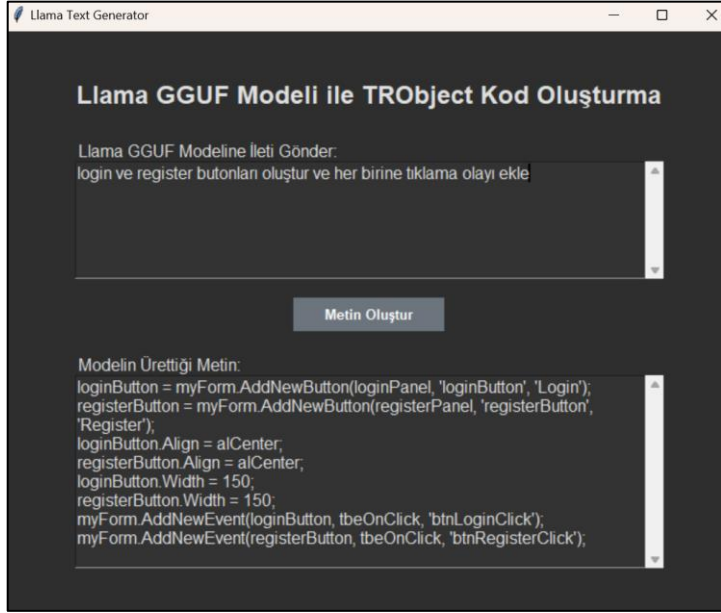 Llama Text Generator
Llama GGUF Modeli ile TRObject Kod Oluşturma
Llama GGUF Modeline İleti Gönder:
login ve register butonları oluştur ve her birine tıklama olayı ekle
Metin Oluştur
Modelin Ürettiği Metin:
loginButton = myForm.AddNewButton(loginPanel, 'loginButton', 'Login');
registerButton = myForm.AddNewButton(registerPanel, 'registerButton',
'Register');
loginButton.Align = alCenter;
registerButton.Align = alCenter;
loginButton.Width = 150;
registerButton.Width = 150;
myForm.AddNewEvent(loginButton, tbeOnClick, 'btnLoginClick');
myForm.AddNewEvent(registerButton, tbeOnClick, 'btnRegisterClick');